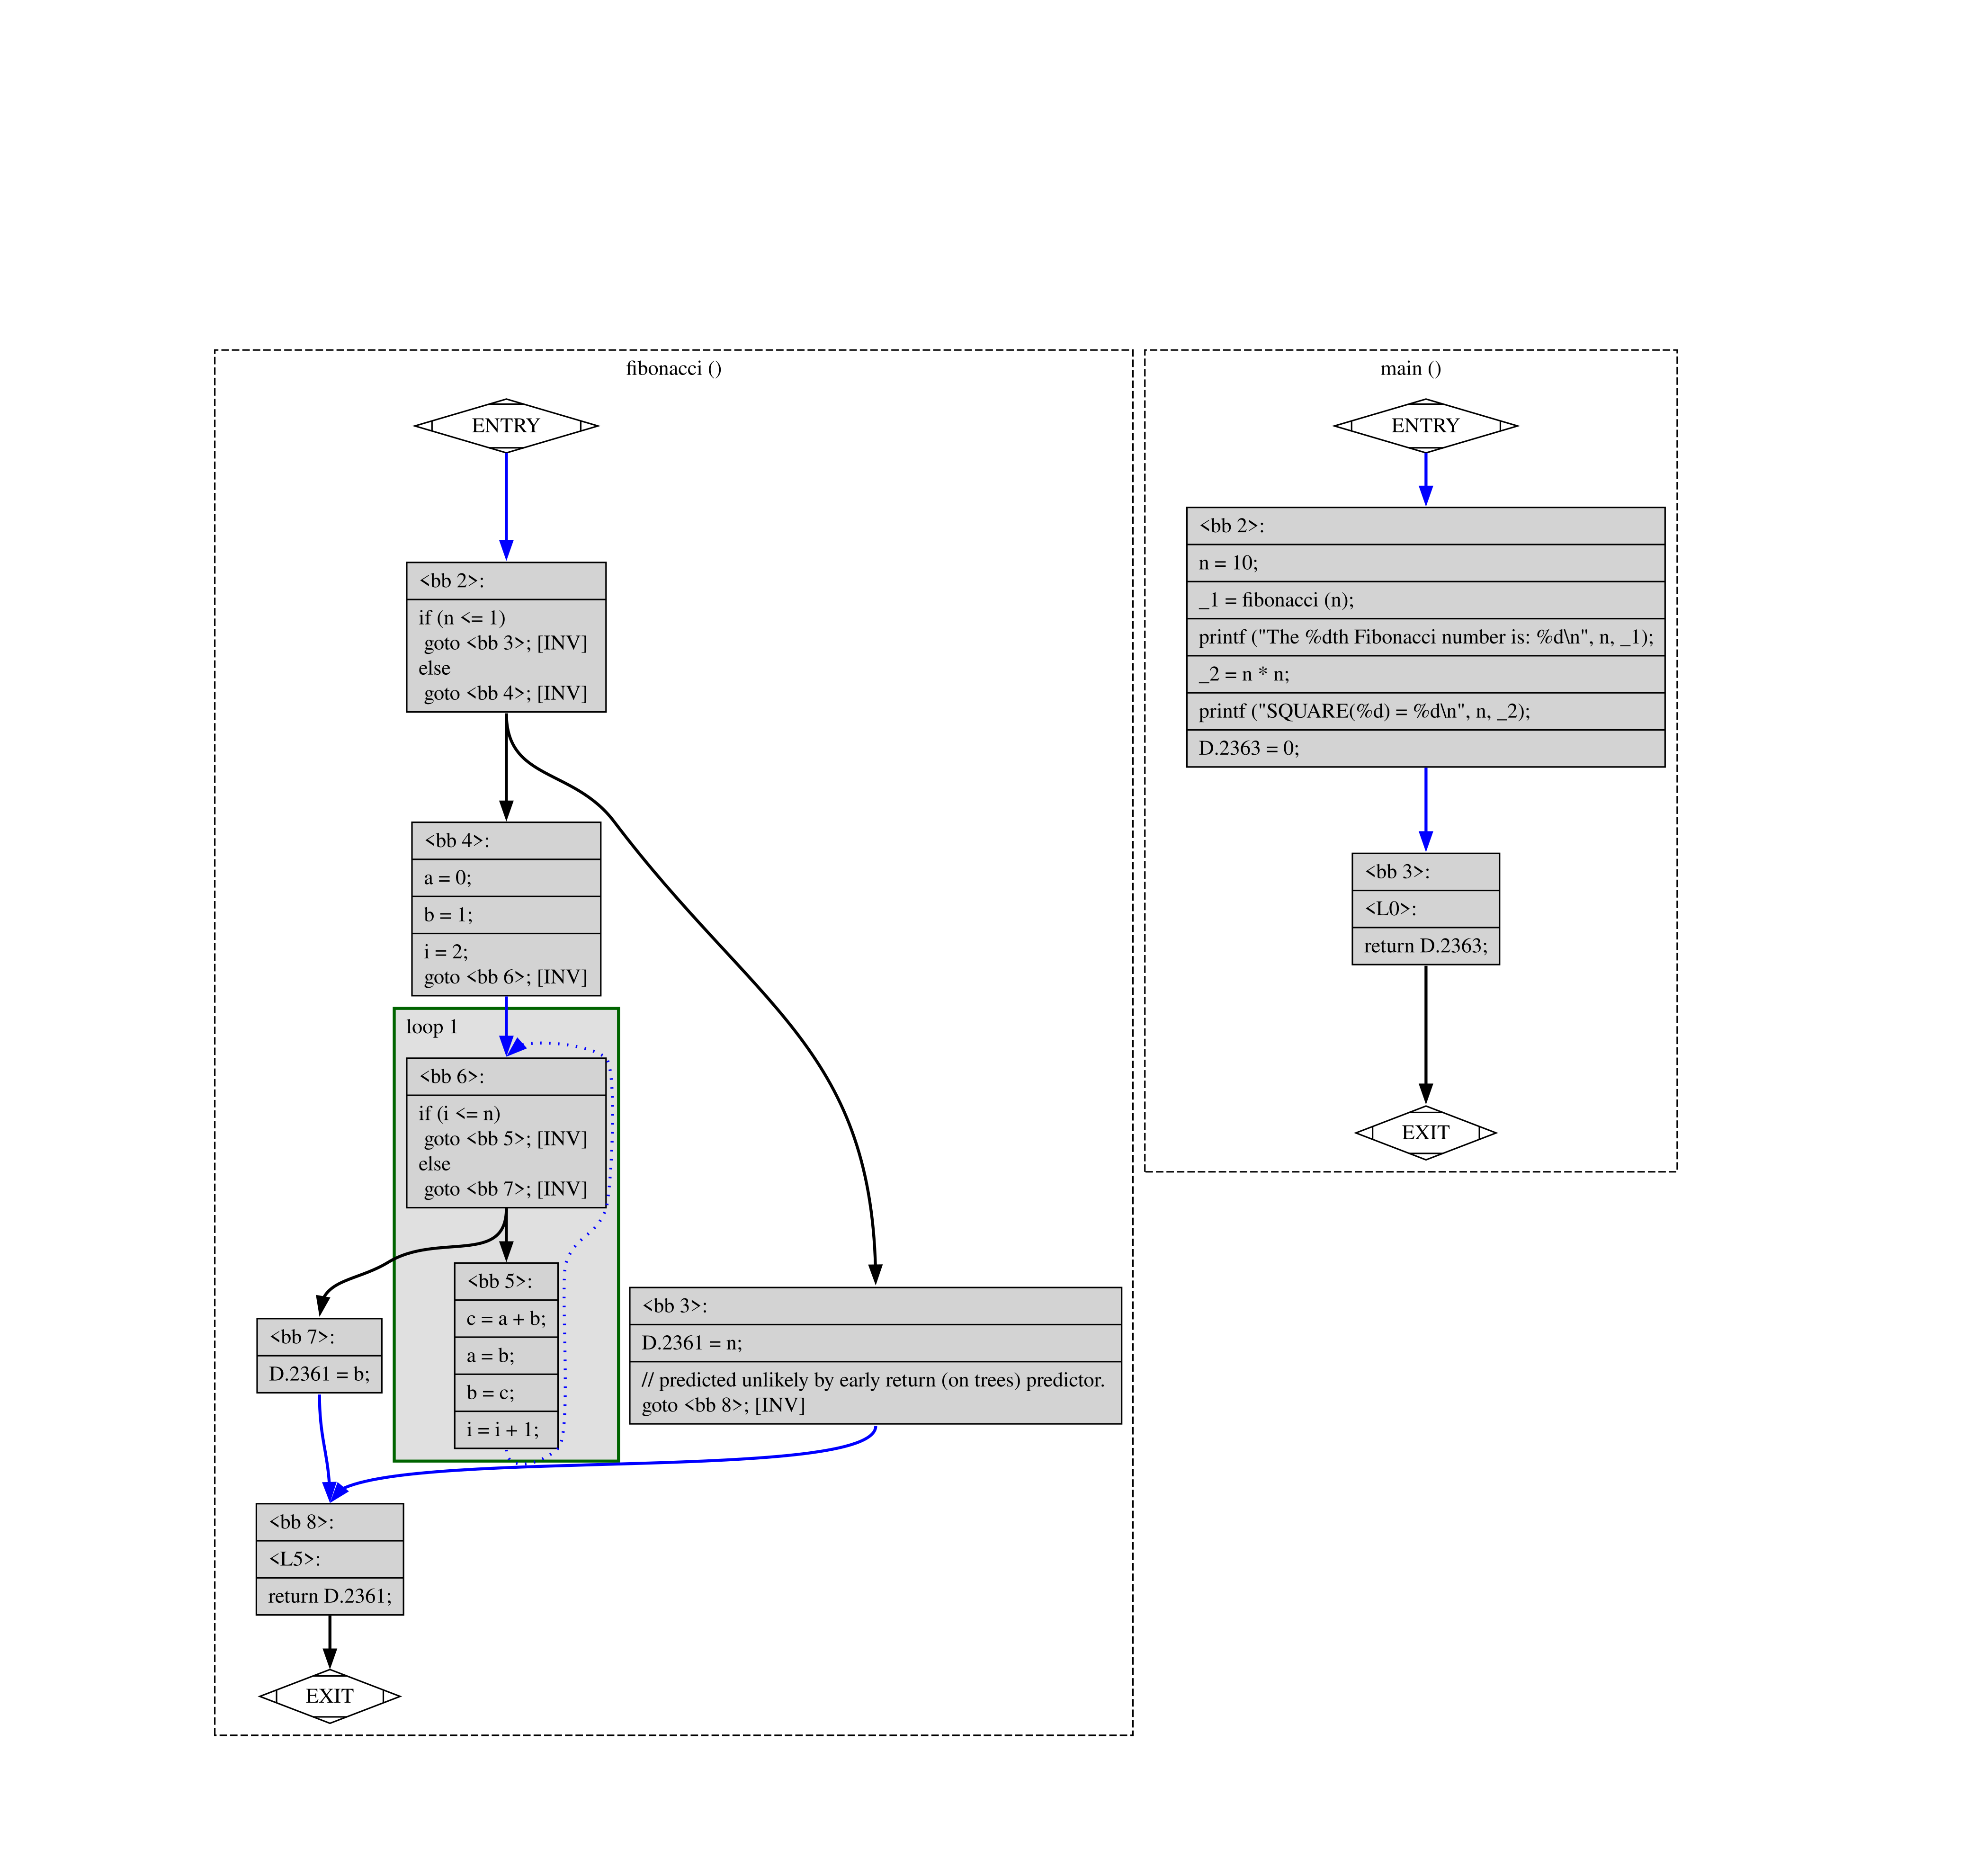 fibonacci ()
ENTRY
<bb 2>:
if (n <= 1)
goto <bb 3>; [INV]
else
goto <bb 4>; [INV]
<bb 4>:
a = 0;
b = 1;
i = 2;
goto <bb 6>; [INV]
loop 1
<bb 6>:
if (i <= n)
goto <bb 5>; [INV]
else
goto <bb 7>; [INV]
<bb 5>:
c = a + b;
a = b;
b = c;
i = i + 1;
<bb 7>:
D.2361 = b;
<bb 3>:
D.2361 = n;
// predicted unlikely by early return (on trees) predictor.
goto <bb 8>; [INV]
<bb 8>:
<L5>:
return D.2361;
EXIT
main ()
ENTRY
<bb 2>:
n = 10;
_1 = fibonacci (n);
printf ("The %dth Fibonacci number is: %d\n", n, _1);
_2 = n * n;
printf ("SQUARE(%d) = %d\n", n, _2);
D.2363 = 0;
<bb 3>:
<L0>:
return D.2363;
EXIT